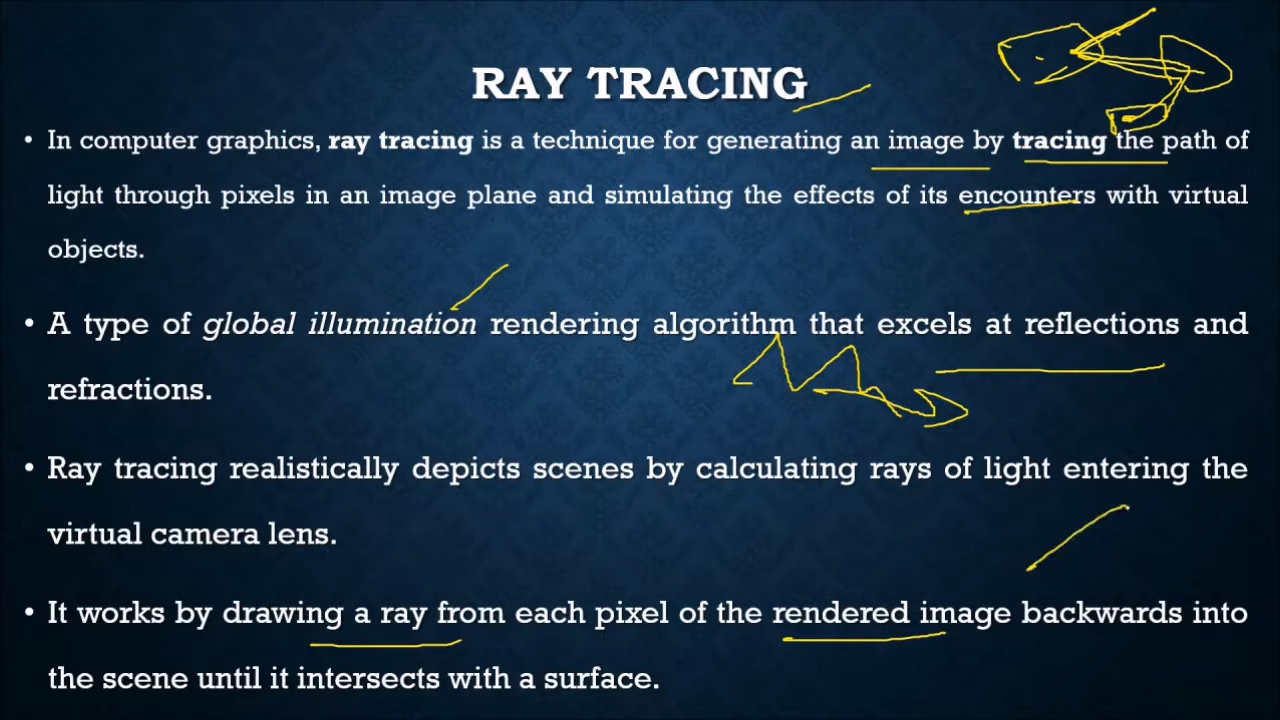 RAY TRACING
• In computer graphics, ray tracing is a technique for generating an image by tracing the path of
light through pixels in an image plane and simulating the effects of its encounters with virtual
objects.
• A type of global illumination rendering algorithm that excels at reflections and
refractions.
• Ray tracing realistically depicts scenes by calculating rays of light entering the
virtual camera lens.
• It works by drawing a ray from each pixel of the rendered image backwards into
the scene until it intersects with a surface.